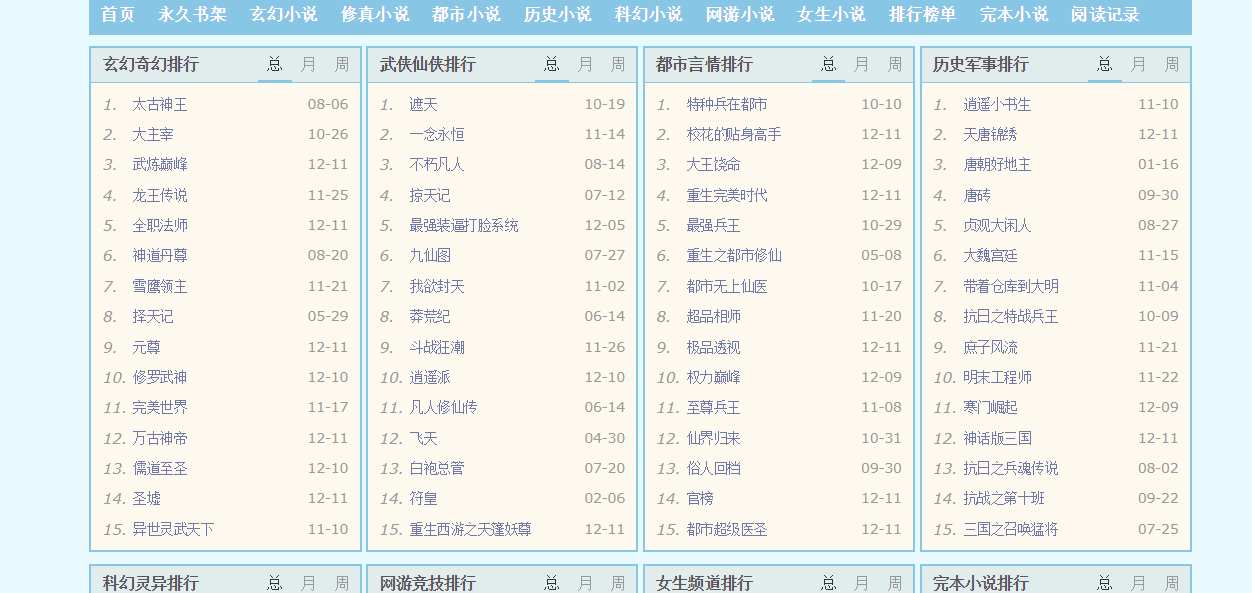 首页 永久书架 玄幻小说 修真小说 都市小说 历史小说 科幻小说 网游小说 女生小说 排行榜单 完本小说 阅读记录
玄幻奇幻排行 总 月 周
1. 太古神王 08-06
2. 大主宰 10-26
3. 武炼巅峰 12-11
4. 龙王传说 11-25
5. 全职法师 12-11
6. 神道丹尊 08-20
7. 雪鹰领主 11-21
8. 择天记 05-29
9. 元尊 12-11
10. 修罗武神 12-10
11. 完美世界 11-17
12. 万古神帝 12-11
13. 儒道至圣 12-10
14. 圣墟 12-11
15. 异世灵武天下 11-10
武侠仙侠排行 总 月 周
1. 遮天 10-19
2. 一念永恒 11-14
3. 不朽凡人 08-14
4. 掠天记 07-12
5. 最强装逼打脸系统 12-05
6. 九仙图 07-27
7. 我欲封天 11-02
8. 莽荒纪 06-14
9. 斗战狂潮 11-26
10. 逍遥派 12-10
11. 凡人修仙传 06-14
12. 飞天 04-30
13. 白袍总管 07-20
14. 符皇 02-06
15. 重生西游之天篷妖尊 12-11
都市言情排行 总 月 周
1. 特种兵在都市 10-10
2. 校花的贴身高手 12-11
3. 大王饶命 12-09
4. 重生完美时代 12-11
5. 最强兵王 10-29
6. 重生之都市修仙 05-08
7. 都市无上仙医 10-17
8. 超品相师 11-20
9. 极品透视 12-11
10. 权力巅峰 12-09
11. 至尊兵王 11-08
12. 仙界归来 10-31
13. 俗人回档 09-30
14. 官榜 12-11
15. 都市超级医圣 12-11
历史军事排行 总 月 周
1. 逍遥小书生 11-10
2. 天唐锦绣 12-11
3. 唐朝好地主 01-16
4. 唐砖 09-30
5. 贞观大闲人 08-27
6. 大魏宫廷 11-15
7. 带着仓库到大明 11-04
8. 抗日之特战兵王 10-09
9. 庶子风流 11-21
10. 明末工程师 11-22
11. 寒门崛起 12-09
12. 神话版三国 12-11
13. 抗日之兵魂传说 08-02
14. 抗战之第十班 09-22
15. 三国之召唤猛将 07-25
科幻灵异排行 总 月 周
网游竞技排行 总 月 周
女生频道排行 总 月 周
完本小说排行 总 月 周